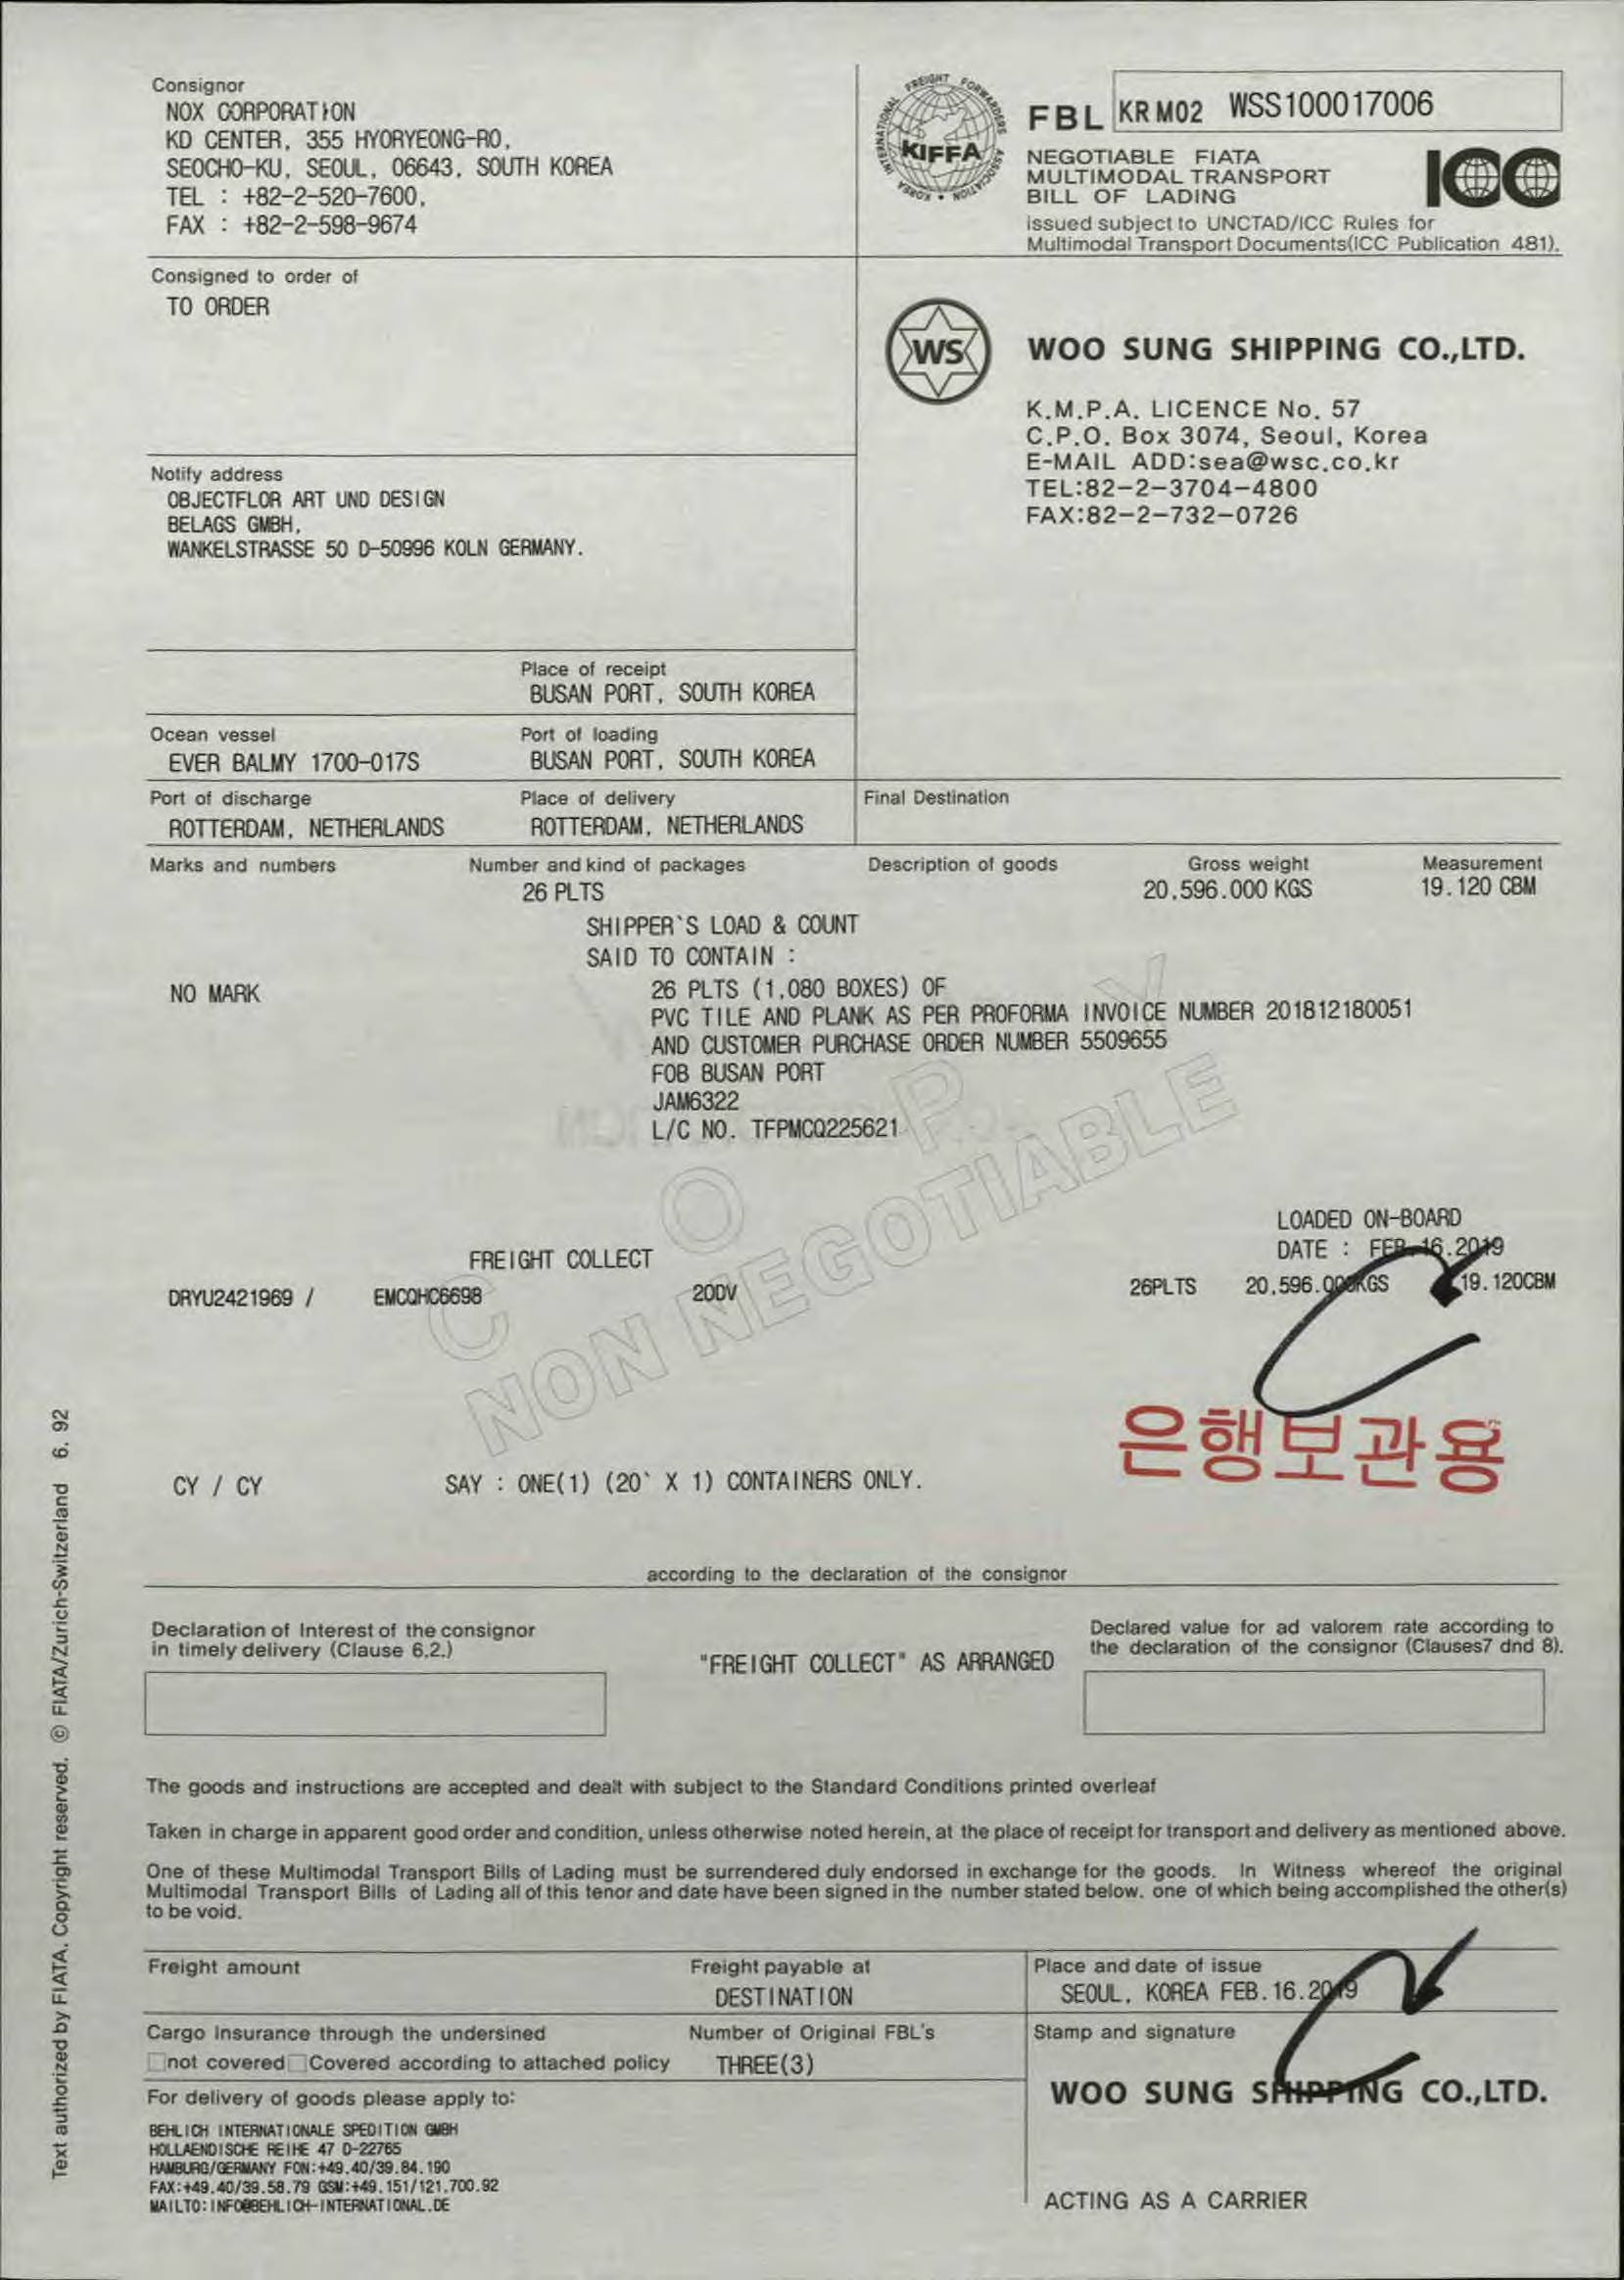 Consignor
NOX CORPORATION
KD CENTER, 355 HYORYEONG-RO,
SEOCHO-KU, SEOUL, 06643, SOUTH KOREA
TEL : +82-2-520-7600,
FAX : +82-2-598-9674
KOREA INTERNATIONAL FREIGHT FORWARDERS ASSOCIATION
KIFFA
FBL KR M02 WSS100017006
NEGOTIABLE FIATA
MULTIMODAL TRANSPORT
BILL OF LADING
ICC
issued subject to UNCTAD/ICC Rules for
Multimodal Transport Documents(ICC Publication 481).
Consigned to order of
TO ORDER
WS
WOO SUNG SHIPPING CO.,LTD.
K.M.P.A. LICENCE No. 57
C.P.O. Box 3074, Seoul, Korea
E-MAIL ADD:sea@wsc.co.kr
TEL:82-2-3704-4800
FAX:82-2-732-0726
Notify address
OBJECTFLOR ART UND DESIGN
BELAGS GMBH,
WANKELSTRASSE 50 D-50996 KOLN GERMANY.
Place of receipt
BUSAN PORT, SOUTH KOREA
Ocean vessel Port of loading
EVER BALMY 1700-017S BUSAN PORT, SOUTH KOREA
Port of discharge Place of delivery Final Destination
ROTTERDAM, NETHERLANDS ROTTERDAM, NETHERLANDS
Marks and numbers Number and kind of packages Description of goods Gross weight Measurement
26 PLTS 20,596.000 KGS 19.120 CBM
SHIPPER`S LOAD & COUNT
SAID TO CONTAIN :
NO MARK 26 PLTS (1,080 BOXES) OF
PVC TILE AND PLANK AS PER PROFORMA INVOICE NUMBER 201812180051
AND CUSTOMER PURCHASE ORDER NUMBER 5509655
FOB BUSAN PORT
JAM6322
L/C NO. TFPMCQ225621
COPY
NON NEGOTIABLE
LOADED ON-BOARD
FREIGHT COLLECT DATE : FEB.16.2019
DRYU2421969 / EMCQHC6698 20DV 26PLTS 20,596.000KGS 19.120CBM
은행보관용
CY / CY SAY : ONE(1) (20` X 1) CONTAINERS ONLY.
according to the declaration of the consignor
Declaration of Interest of the consignor
in timely delivery (Clause 6.2.)
"FREIGHT COLLECT" AS ARRANGED
Declared value for ad valorem rate according to
the declaration of the consignor (Clauses7 dnd 8).
The goods and instructions are accepted and dealt with subject to the Standard Conditions printed overleaf
Taken in charge in apparent good order and condition, unless otherwise noted herein, at the place of receipt for transport and delivery as mentioned above.
One of these Multimodal Transport Bills of Lading must be surrendered duly endorsed in exchange for the goods. In Witness whereof the original
Multimodal Transport Bills of Lading all of this tenor and date have been signed in the number stated below. one of which being accomplished the other(s)
to be void.
Freight amount Freight payable at Place and date of issue
DESTINATION SEOUL, KOREA FEB.16.2019
Cargo Insurance through the undersined Number of Original FBL's Stamp and signature
not covered Covered according to attached policy THREE(3)
WOO SUNG SHIPPING CO.,LTD.
For delivery of goods please apply to:
BEHLICH INTERNATIONALE SPEDITION GMBH
HOLLAENDISCHE REIHE 47 D-22765
HAMBURG/GERMANY FON:+49.40/39.84.190
FAX:+49.40/39.58.79 GSM:+49.151/121.700.92
MAILTO:INFO@BEHLICH-INTERNATIONAL.DE
ACTING AS A CARRIER
Text authorized by FIATA. Copyright reserved. © FIATA/Zurich-Switzerland 6. 92